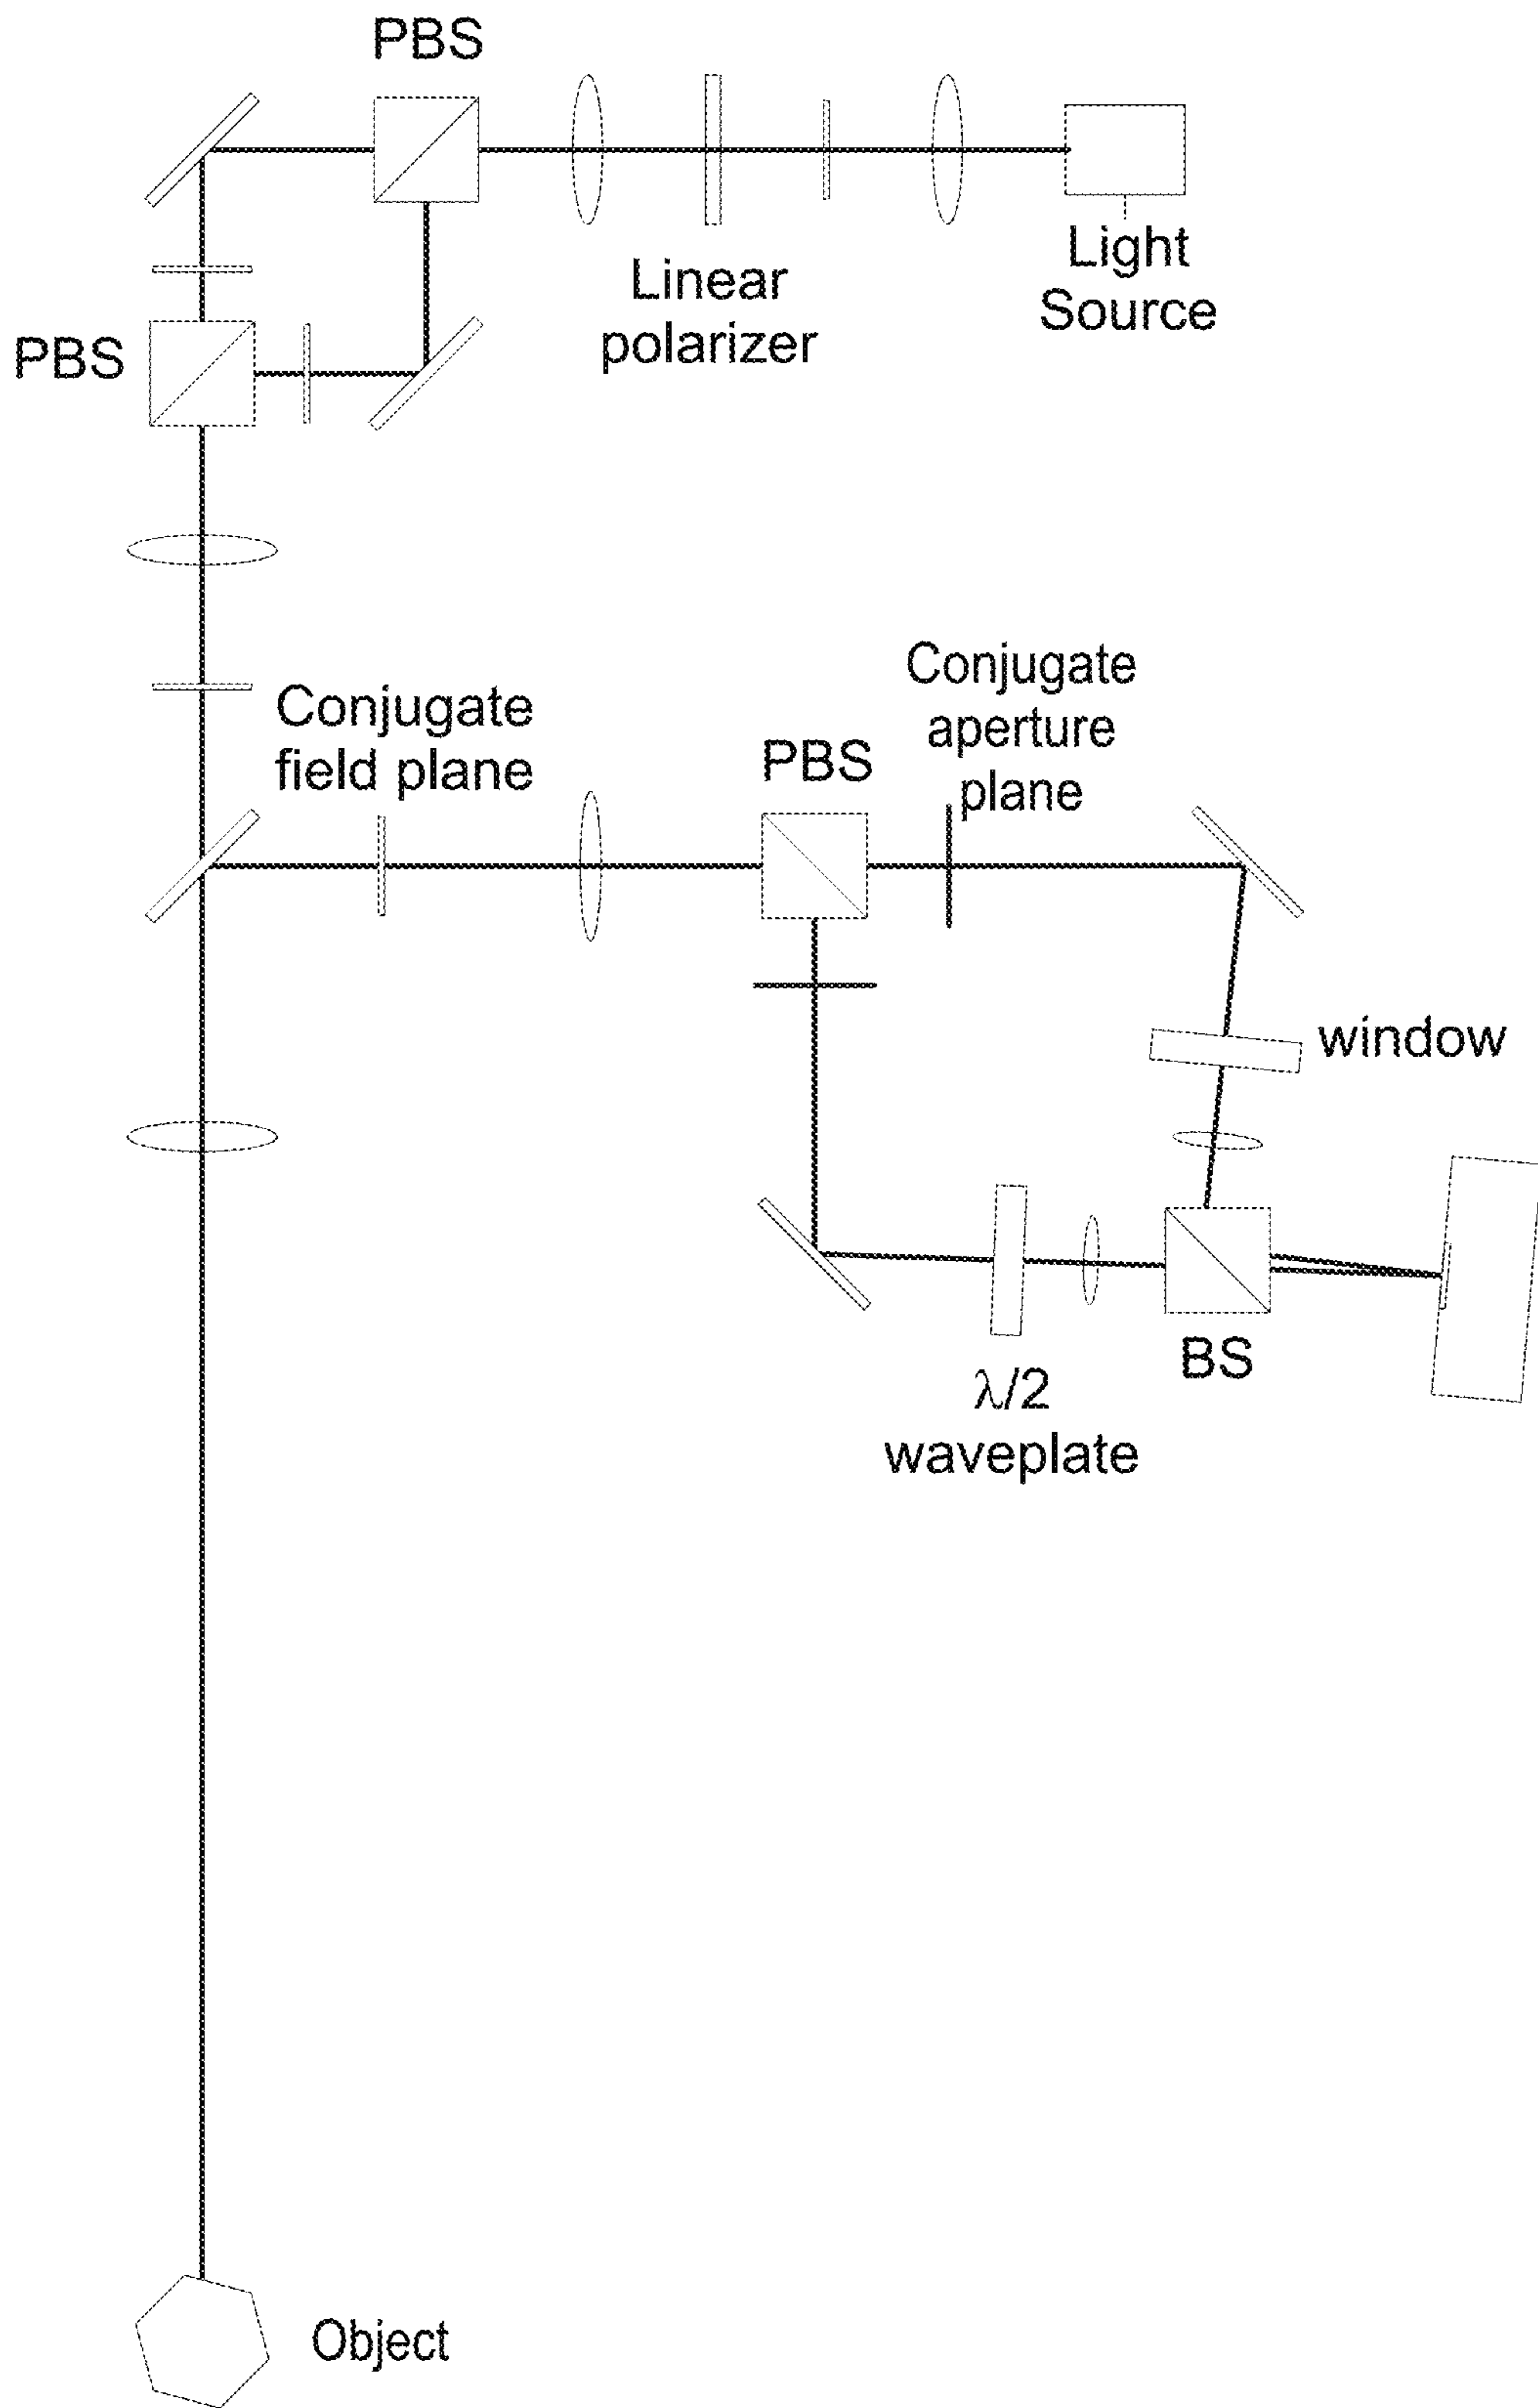 PBS
Light
Source
Linear
polarizer
PBS
Conjugate
field plane
PBS
Conjugate
aperture
plane
window
BS
λ/2
waveplate
Object